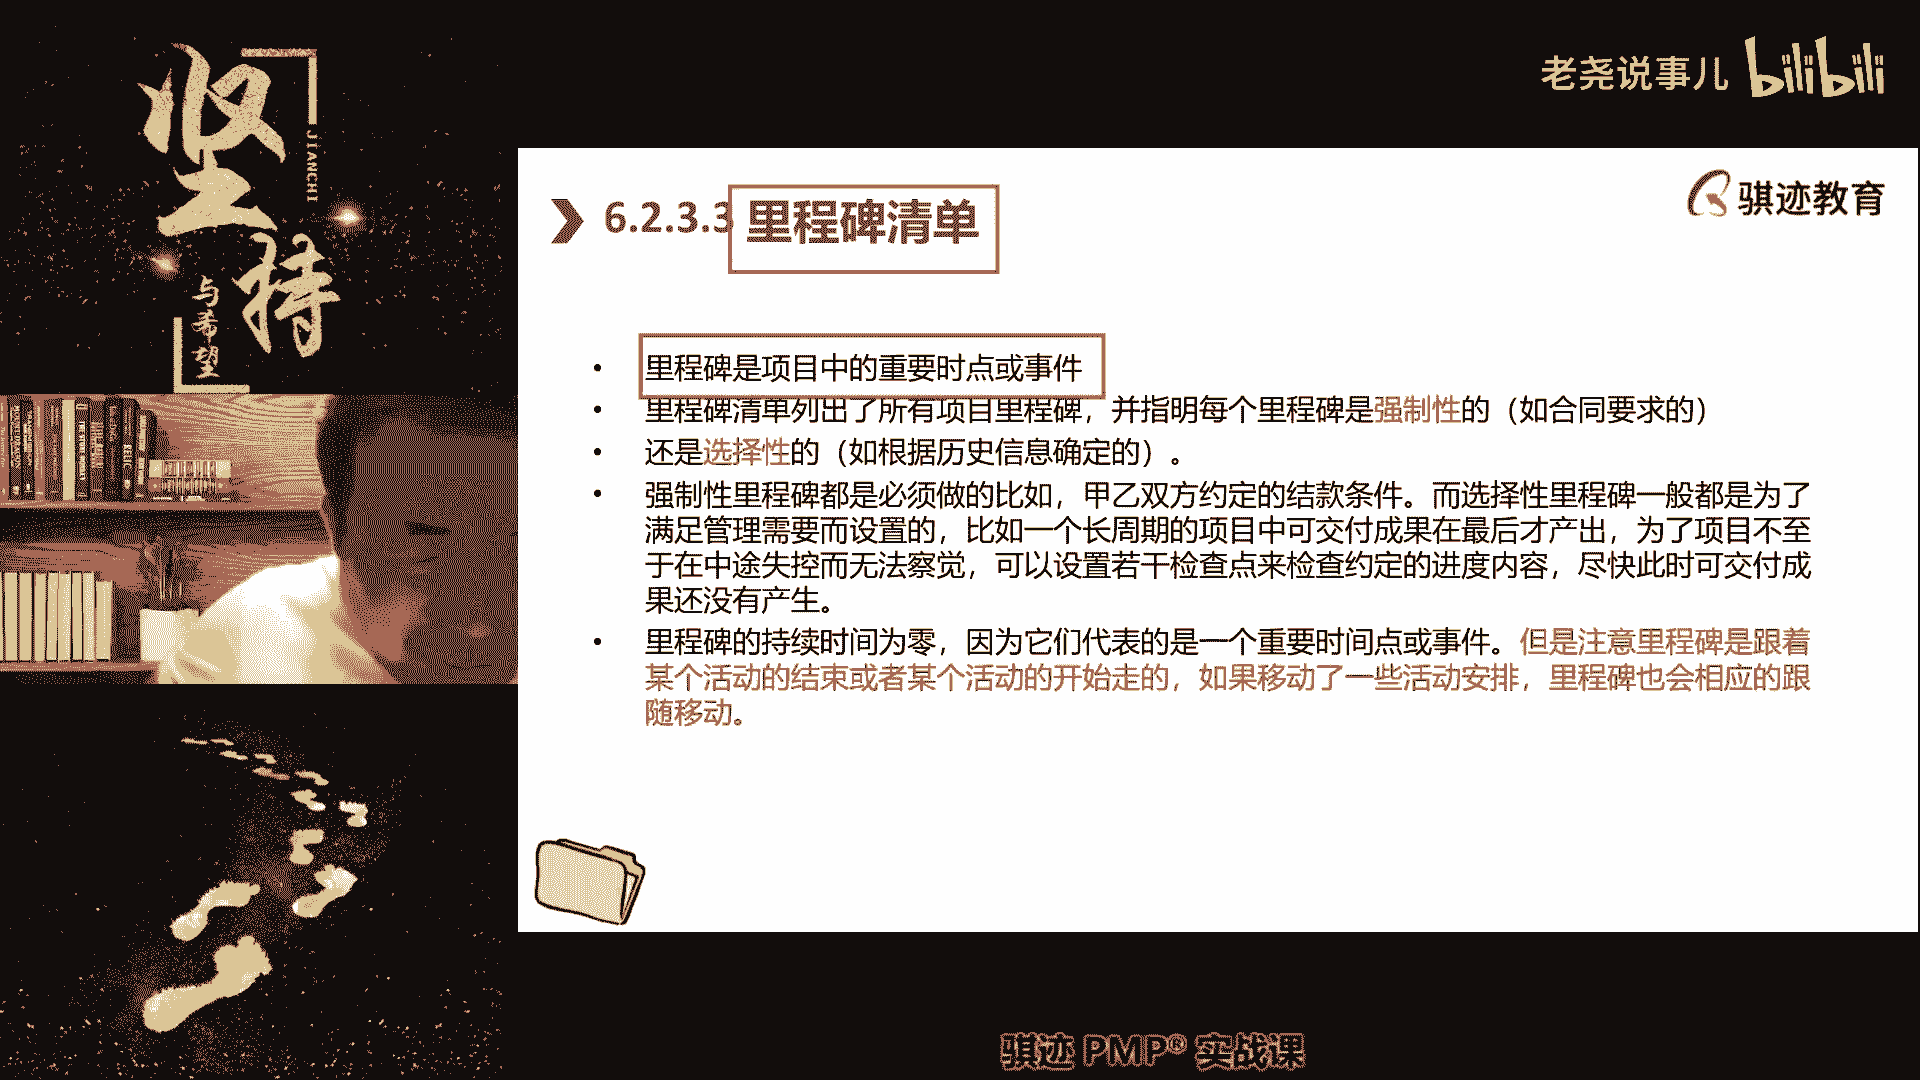 坚持
JIANCHI
与希望
老尧说事儿 bilibili
骐迹教育
6.2.3.3 里程碑清单
• 里程碑是项目中的重要时点或事件
• 里程碑清单列出了所有项目里程碑，并指明每个里程碑是强制性的（如合同要求的）
• 还是选择性的（如根据历史信息确定的）。
• 强制性里程碑都是必须做的比如，甲乙双方约定的结款条件。而选择性里程碑一般都是为了
满足管理需要而设置的，比如一个长周期的项目中可交付成果在最后才产出，为了项目不至
于在中途失控而无法察觉，可以设置若干检查点来检查约定的进度内容，尽快此时可交付成
果还没有产生。
• 里程碑的持续时间为零，因为它们代表的是一个重要时间点或事件。但是注意里程碑是跟着
某个活动的结束或者某个活动的开始走的，如果移动了一些活动安排，里程碑也会相应的跟
随移动。
骐迹 PMP® 实战课